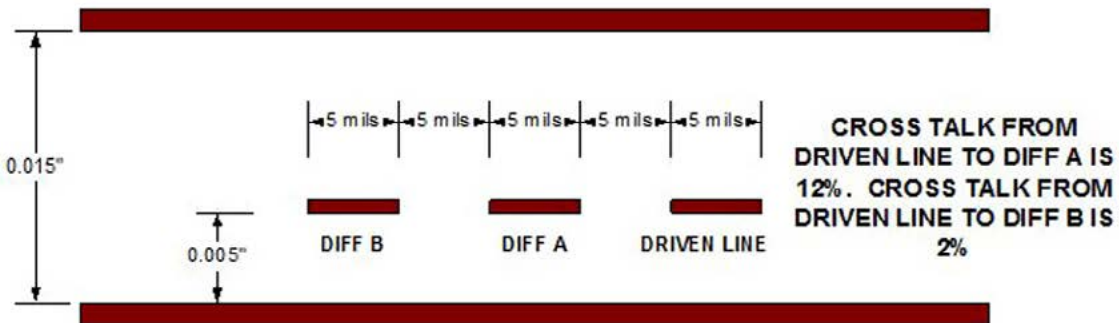 5 mils 5 mils 5 mils 5 mils 5 mils
0.015"
CROSS TALK FROM
DRIVEN LINE TO DIFF A IS
12%. CROSS TALK FROM
DRIVEN LINE TO DIFF B IS
2%
DIFF B DIFF A DRIVEN LINE
0.005"